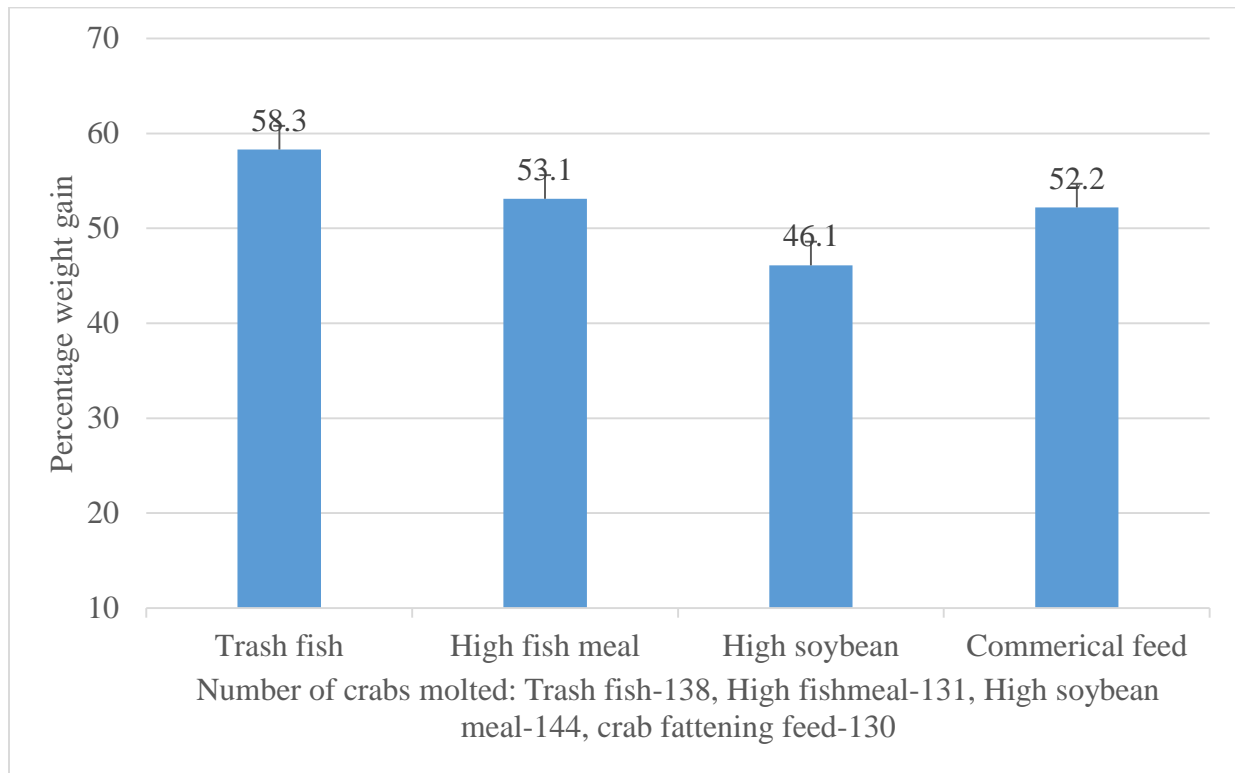 70
60
50
40
30
20
10
Percentage weight gain
58.3
53.1
46.1
52.2
Trash fish
High fish meal
High soybean
Commerical feed
Number of crabs molted: Trash fish-138, High fishmeal-131, High soybean
meal-144, crab fattening feed-130